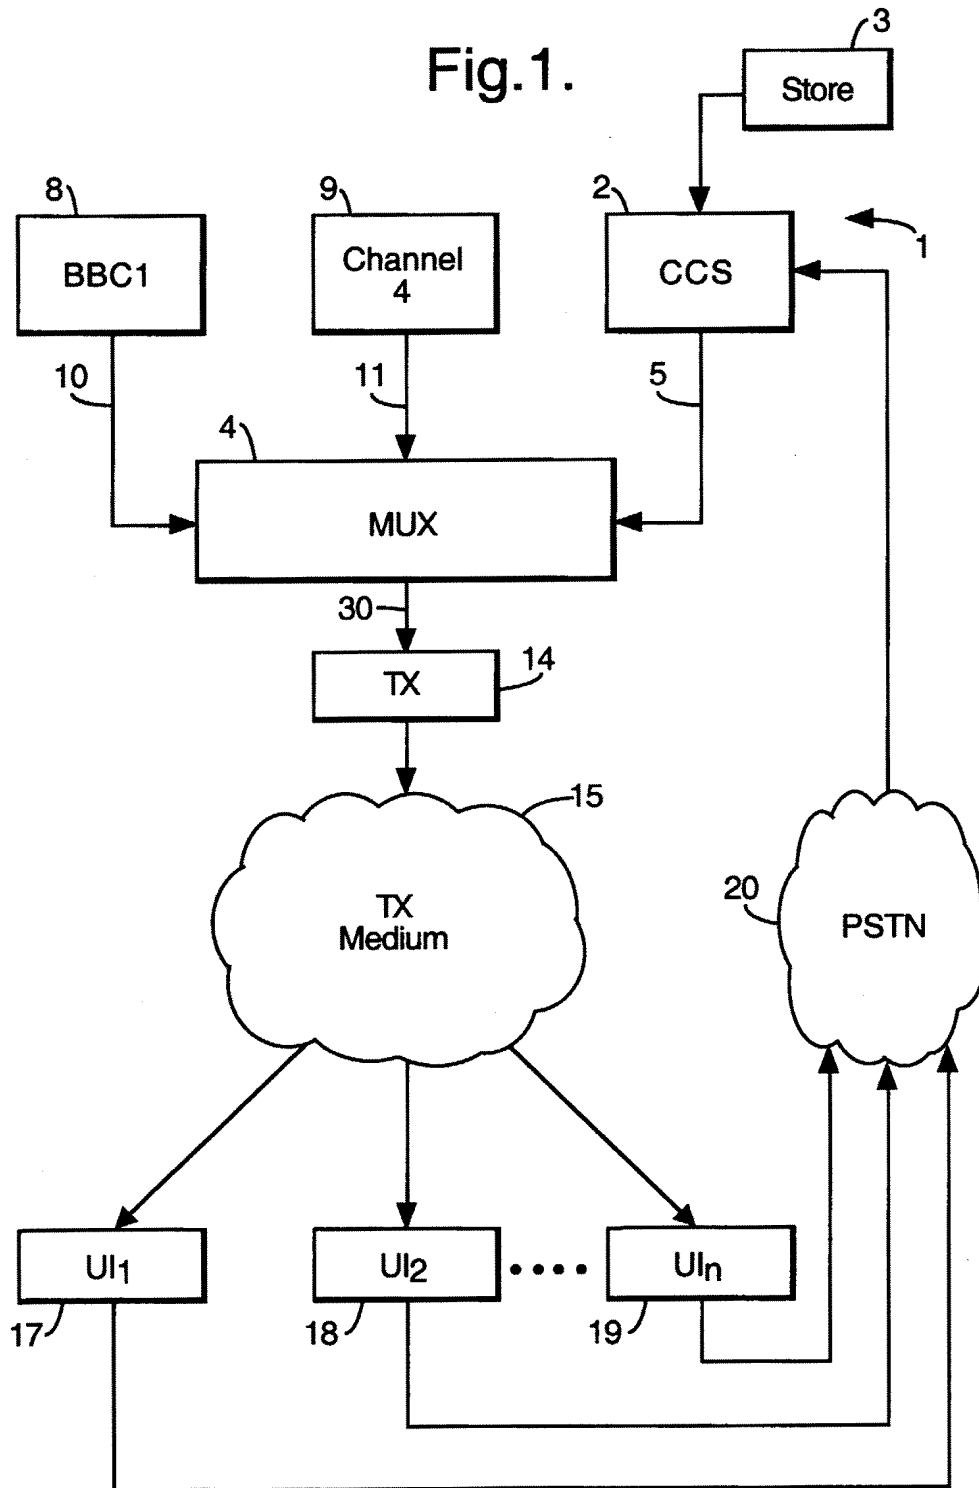 Fig.1.
3
Store
8
9
2
1
BBC1
Channel
4
CCS
10
11
5
4
MUX
30
TX
14
15
TX
Medium
20
PSTN
UI1
UI2
UIn
17
18
19